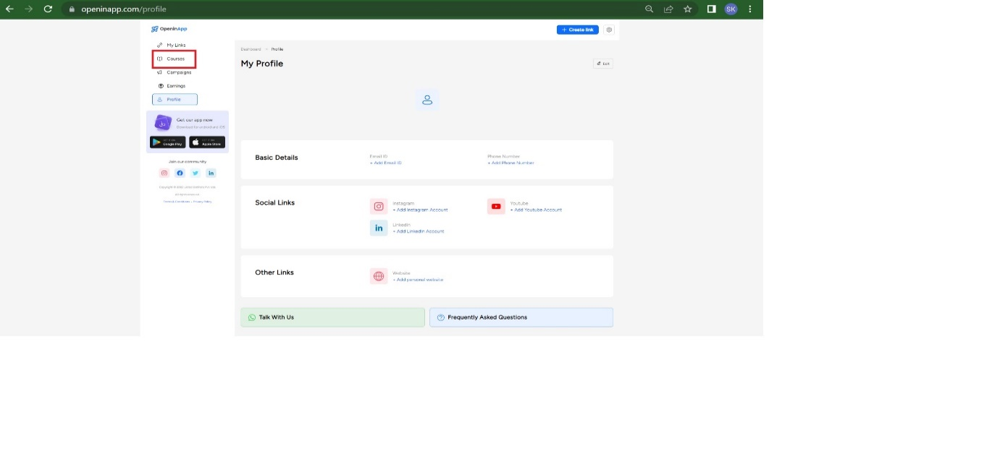 openinapp.com/profile
SK
OpeninApp
+ Create link
My Links
Courses
Campaigns
Earnings
Profile
Get our app now
Download for android and iOS
GET IT ON
Google Play
GET IT ON
Apple Store
Join our community
Terms & Conditions • Privacy Policy
Dashboard
Profile
My Profile
Edit
Basic Details
Email ID
+ Add Email ID
Phone Number
+ Add Phone Number
Social Links
Instagram
+ Add Instagram Account
Youtube
+ Add Youtube Account
Linkedin
+ Add Linkedin Account
Other Links
Website
+ Add personal website
Talk With Us
Frequently Asked Questions